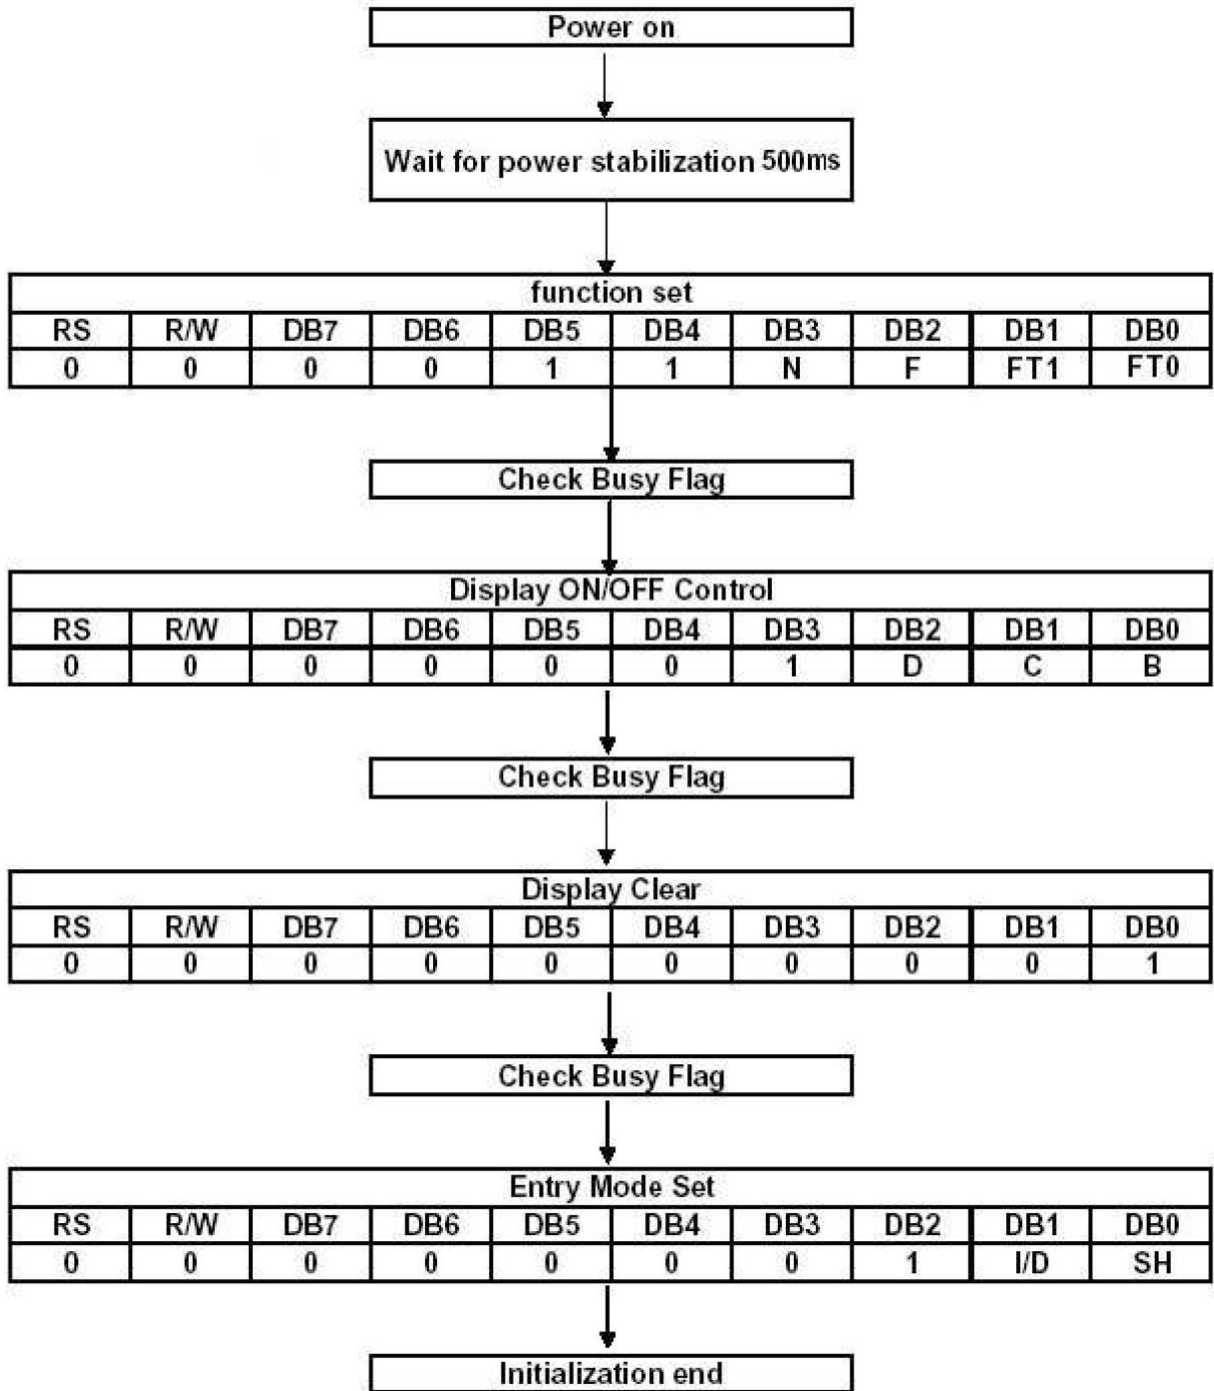 Power on
Wait for power stabilization 500ms
function set
RS R/W DB7 DB6 DB5 DB4 DB3 DB2 DB1 DB0
0 0 0 0 1 1 N F FT1 FT0
Check Busy Flag
Display ON/OFF Control
RS R/W DB7 DB6 DB5 DB4 DB3 DB2 DB1 DB0
0 0 0 0 0 0 1 D C B
Check Busy Flag
Display Clear
RS R/W DB7 DB6 DB5 DB4 DB3 DB2 DB1 DB0
0 0 0 0 0 0 0 0 0 1
Check Busy Flag
Entry Mode Set
RS R/W DB7 DB6 DB5 DB4 DB3 DB2 DB1 DB0
0 0 0 0 0 0 0 1 I/D SH
Initialization end